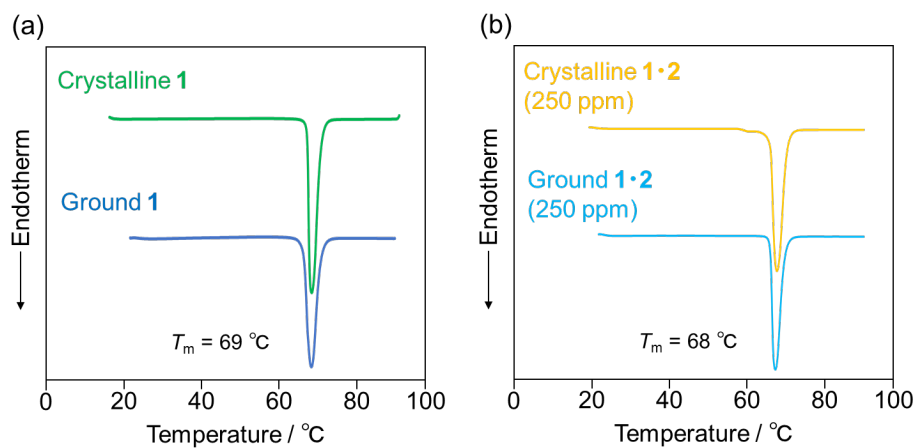 (a)
Crystalline 1
Ground 1
Tm = 69 ℃
Endotherm
0 20 40 60 80 100
Temperature / ℃
(b)
Crystalline 1・2
(250 ppm)
Ground 1・2
(250 ppm)
Tm = 68 ℃
Endotherm
0 20 40 60 80 100
Temperature / ℃